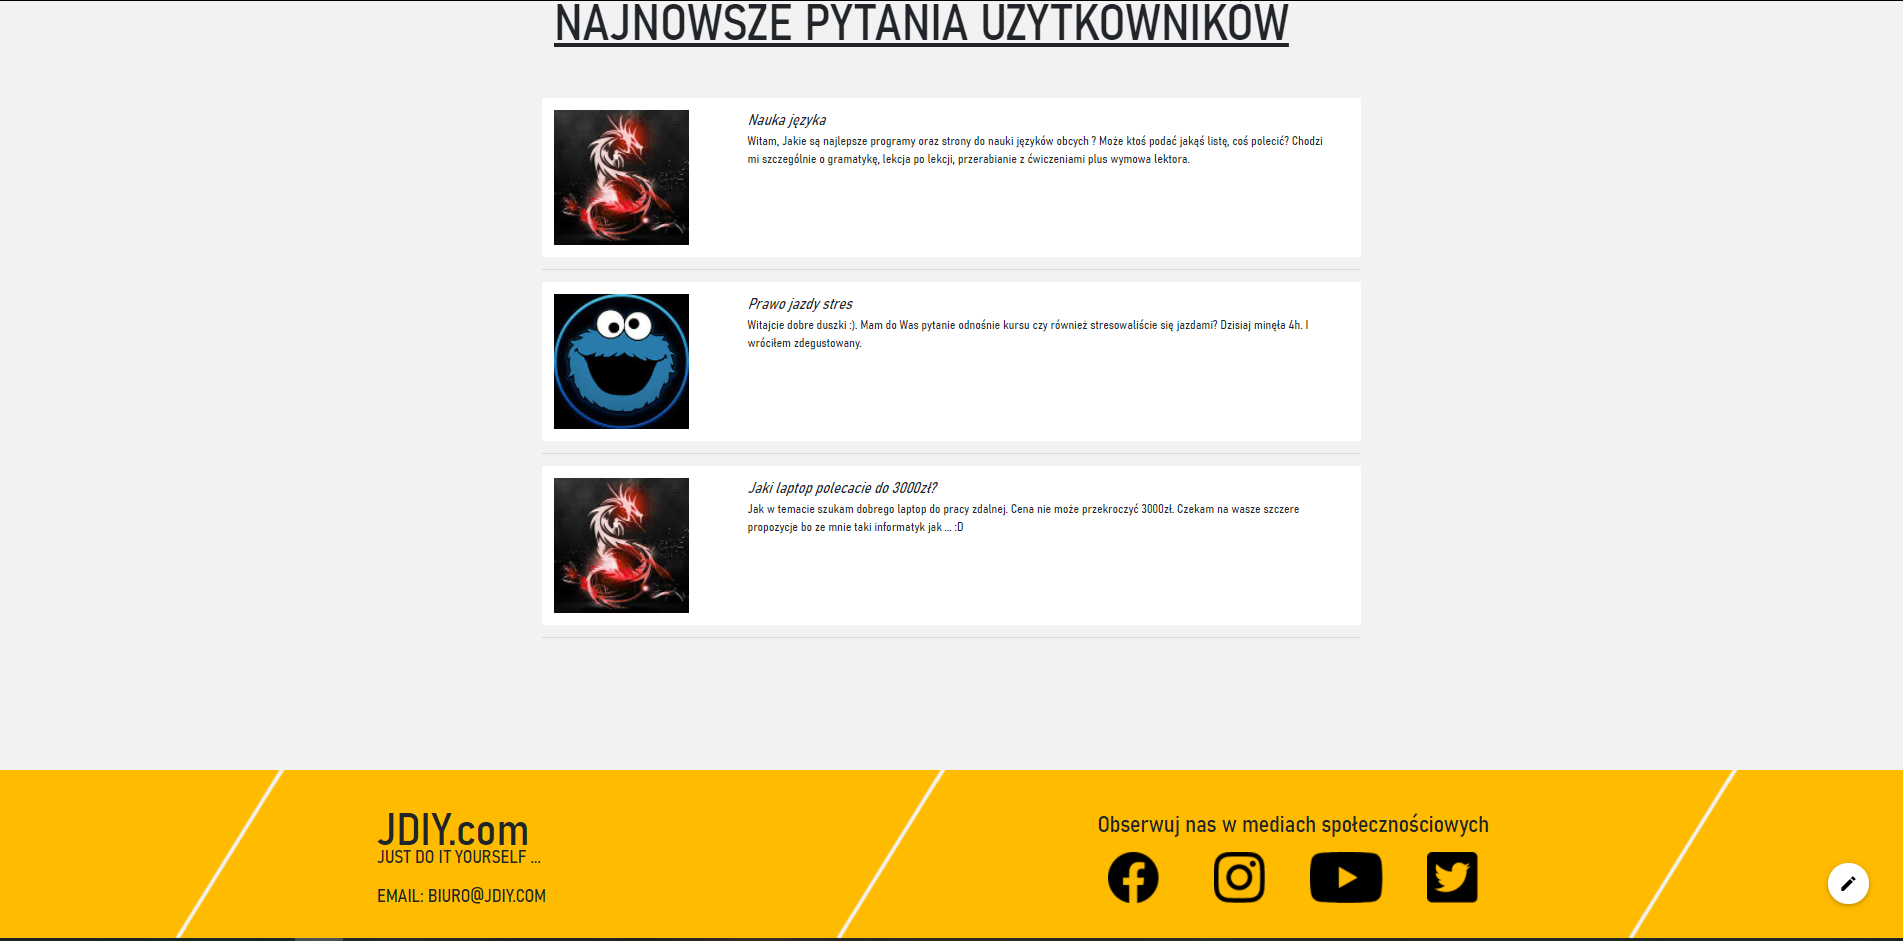 NAJNOWSZE PYTANIA UŻYTKOWNIKÓW
Nauka języka
Witam, Jakie są najlepsze programy oraz strony do nauki języków obcych ? Może ktoś podać jakąś listę, coś polecić? Chodzi
mi szczególnie o gramatykę, lekcja po lekcji, przerabianie z ćwiczeniami plus wymowa lektora.
Prawo jazdy stres
Witajcie dobre duszki :). Mam do Was pytanie odnośnie kursu czy również stresowaliście się jazdami? Dzisiaj minęła 4h. I
wróciłem zdegustowany.
Jaki laptop polecacie do 3000zł?
Jak w temacie szukam dobrego laptop do pracy zdalnej. Cena nie może przekroczyć 3000zł. Czekam na wasze szczere
propozycje bo ze mnie taki informatyk jak ... :D
JDIY.com
JUST DO IT YOURSELF ...
EMAIL: BIURO@JDIY.COM
Obserwuj nas w mediach społecznościowych